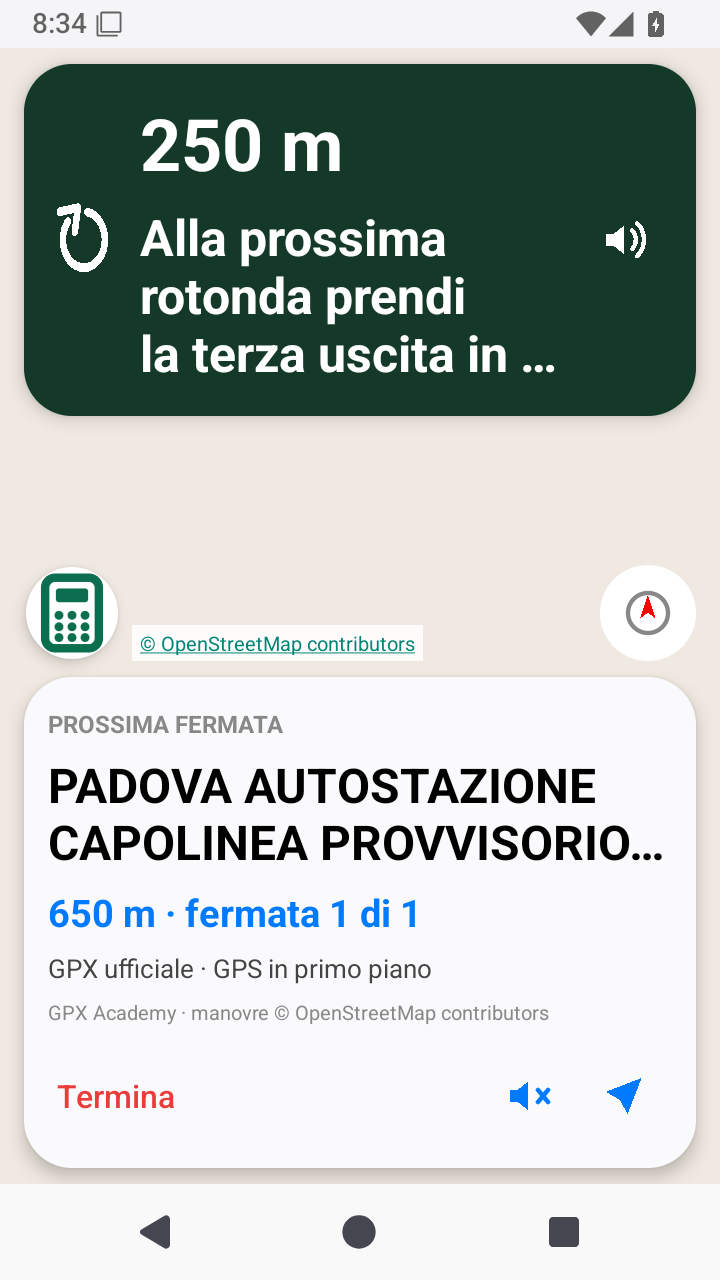 8:34
250 m
Alla prossima
rotonda prendi
la terza uscita in ...
© OpenStreetMap contributors
PROSSIMA FERMATA
PADOVA AUTOSTAZIONE
CAPOLINEA PROVVISORIO...
650 m · fermata 1 di 1
GPX ufficiale · GPS in primo piano
GPX Academy · manovre © OpenStreetMap contributors
Termina